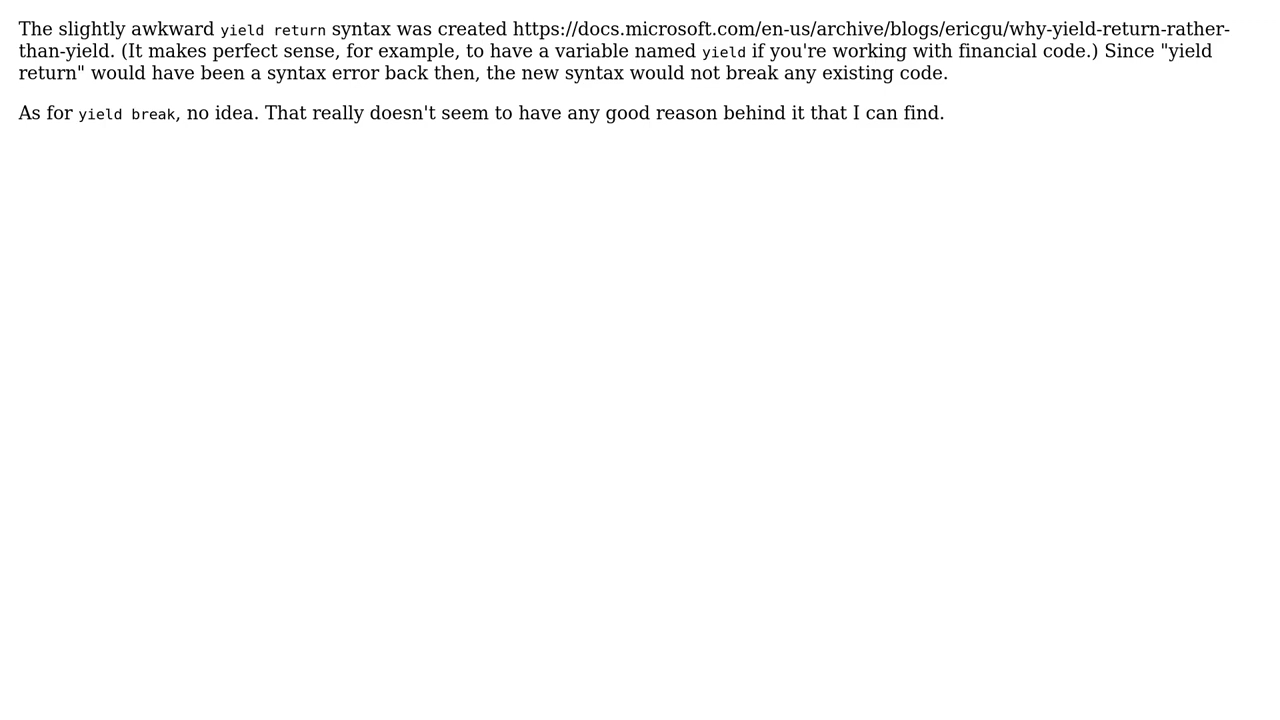 The slightly awkward yield return syntax was created https://docs.microsoft.com/en-us/archive/blogs/ericgu/why-yield-return-rather-
than-yield. (It makes perfect sense, for example, to have a variable named yield if you're working with financial code.) Since "yield
return" would have been a syntax error back then, the new syntax would not break any existing code.
As for yield break, no idea. That really doesn't seem to have any good reason behind it that I can find.